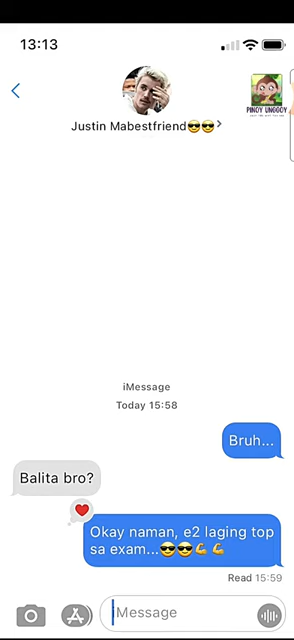 13:13
Justin Mabestfriend😎😎>
PINOY UNGGOY
iMessage
Today 15:58
Bruh...
Balita bro?
Okay naman, e2 laging top
sa exam...😎😎💪💪
Read 15:59
iMessage